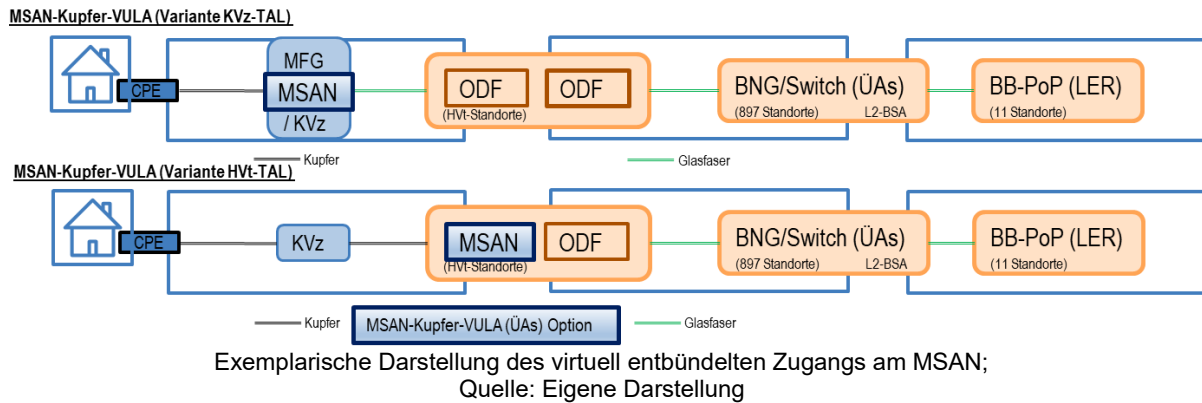 MSAN-Kupfer-VULA (Variante KVz-TAL)
CPE
MFG
MSAN
/ KVz
ODF
(HVt-Standorte)
ODF
BNG/Switch (ÜAs)
(897 Standorte) L2-BSA
BB-PoP (LER)
(11 Standorte)
Kupfer
Glasfaser
MSAN-Kupfer-VULA (Variante HVt-TAL)
CPE
KVz
MSAN
(HVt-Standorte)
ODF
BNG/Switch (ÜAs)
(897 Standorte) L2-BSA
BB-PoP (LER)
(11 Standorte)
Kupfer
MSAN-Kupfer-VULA (ÜAs) Option
Glasfaser
Exemplarische Darstellung des virtuell entbündelten Zugangs am MSAN;
Quelle: Eigene Darstellung